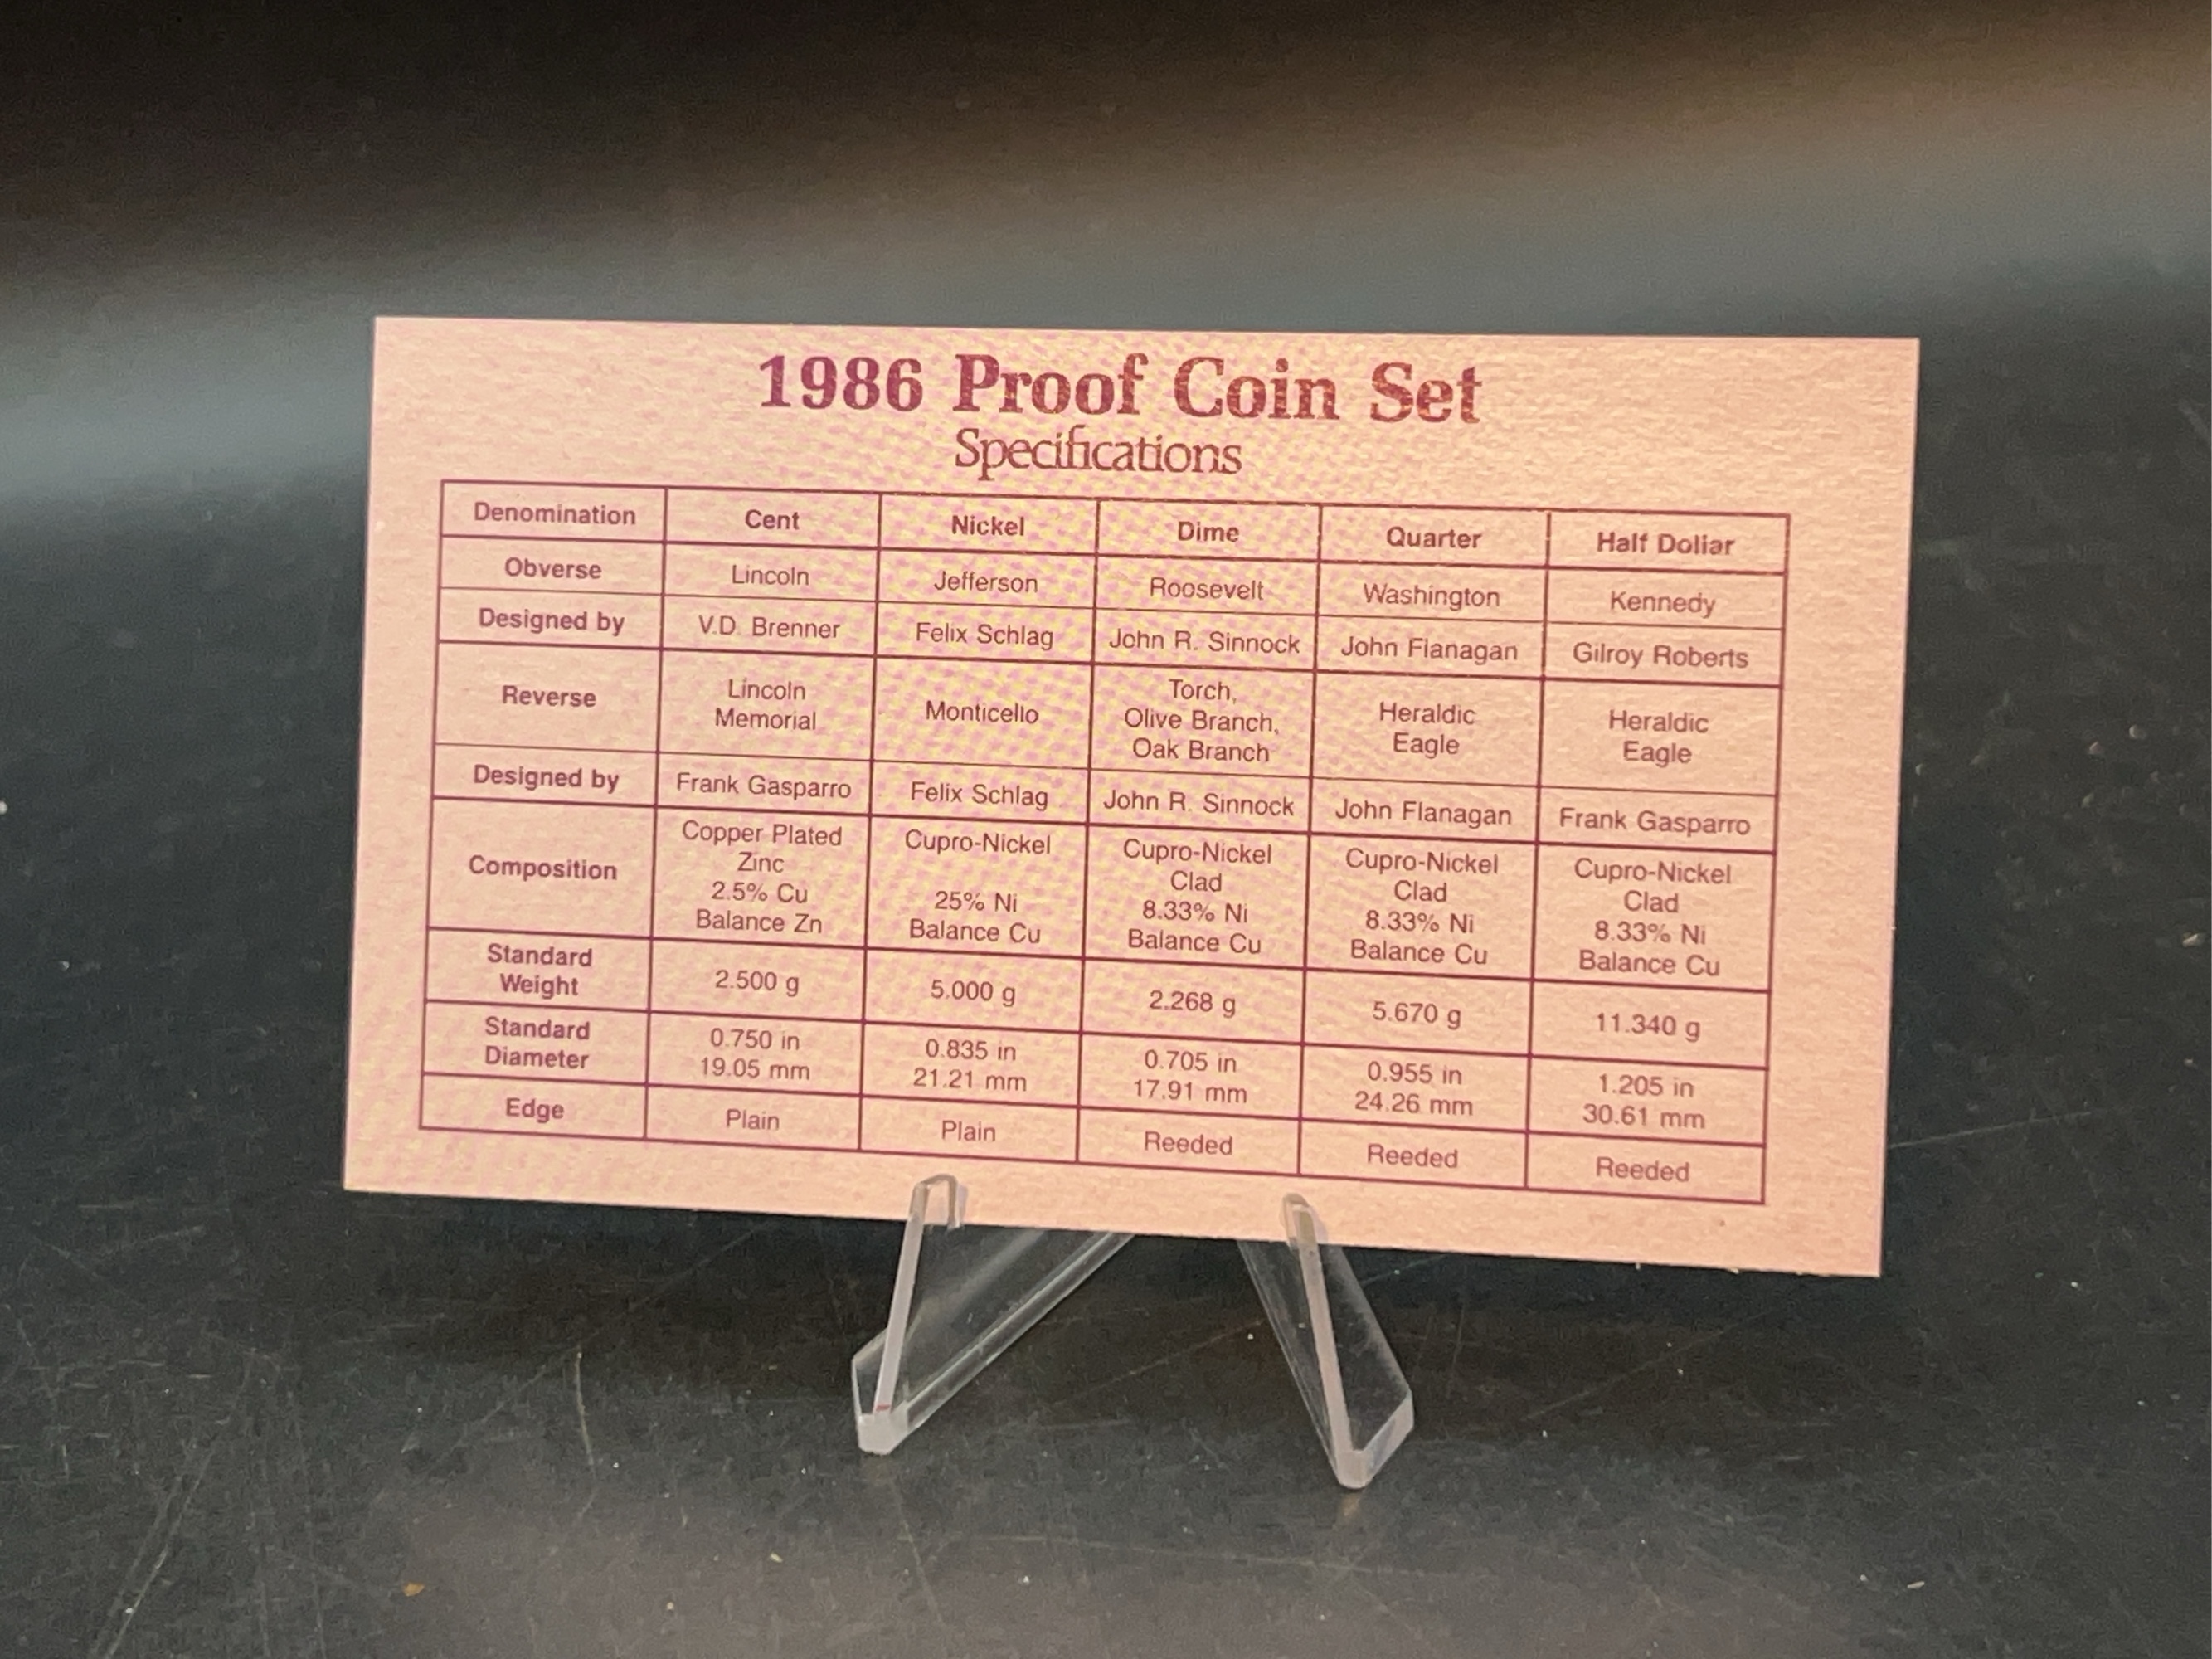 1986 Proof Coin Set
Specifications
Denomination Cent Nickel Dime Quarter Half Dollar
Obverse Lincoln Jefferson Roosevelt Washington Kennedy
Designed by V.D. Brenner Felix Schlag John R. Sinnock John Flanagan Gilroy Roberts
Reverse Lincoln Memorial Monticello Torch, Olive Branch, Oak Branch Heraldic Eagle Heraldic Eagle
Designed by Frank Gasparro Felix Schlag John R. Sinnock John Flanagan Frank Gasparro
Composition Copper Plated Zinc 2.5% Cu Balance Zn Cupro-Nickel 25% Ni Balance Cu Cupro-Nickel Clad 8.33% Ni Balance Cu Cupro-Nickel Clad 8.33% Ni Balance Cu Cupro-Nickel Clad 8.33% Ni Balance Cu
Standard Weight 2.500 g 5.000 g 2.268 g 5.670 g 11.340 g
Standard Diameter 0.750 in 19.05 mm 0.835 in 21.21 mm 0.705 in 17.91 mm 0.955 in 24.26 mm 1.205 in 30.61 mm
Edge Plain Plain Reeded Reeded Reeded